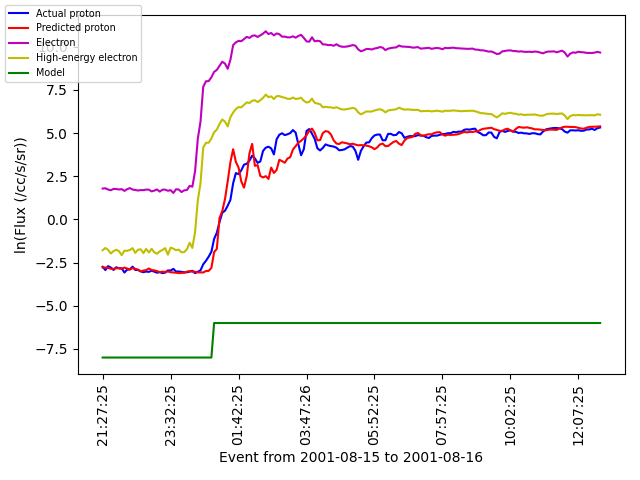 Actual proton
Predicted proton
Electron
High-energy electron
Model
10.0
7.5
5.0
2.5
0.0
−2.5
−5.0
−7.5
ln(Flux (/cc/s/sr))
21:27:25
23:32:25
01:42:25
03:47:26
05:52:25
07:57:25
10:02:25
12:07:25
Event from 2001-08-15 to 2001-08-16